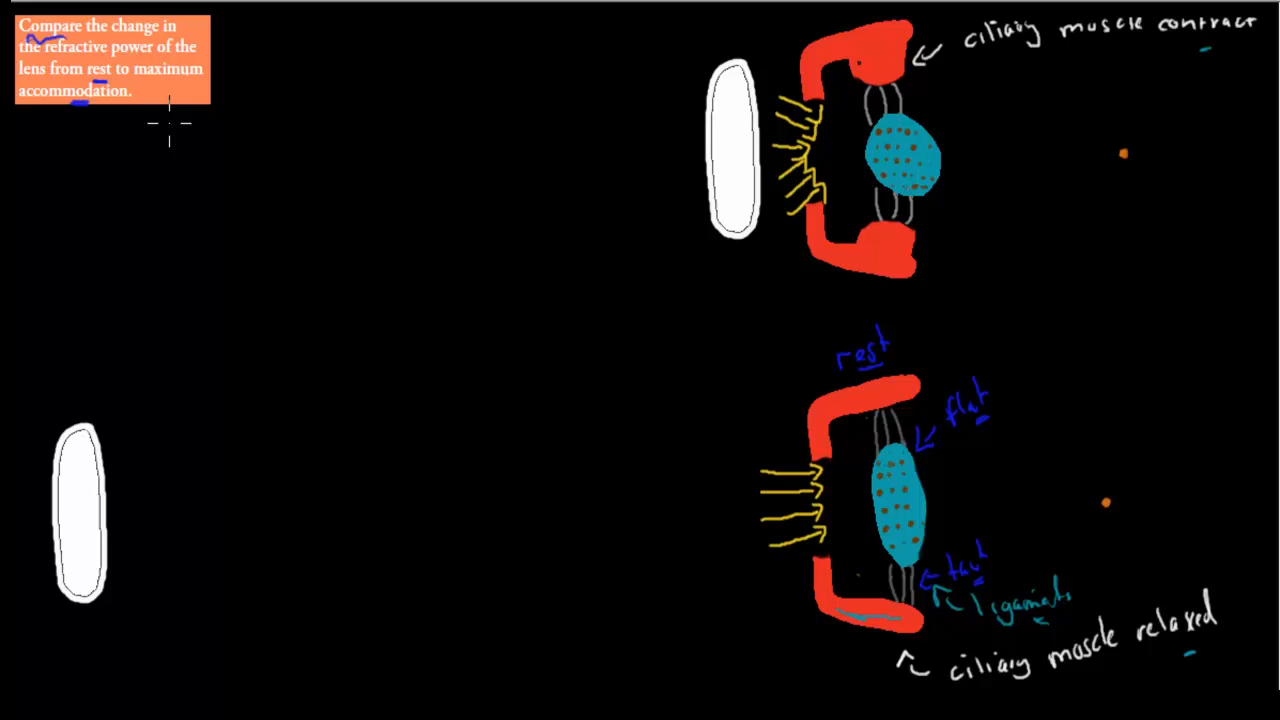 Compare the change in
the refractive power of the
lens from rest to maximum
accommodation.
ciliary muscle contract
rest
flat
taut
ligaments
ciliary muscle relaxed